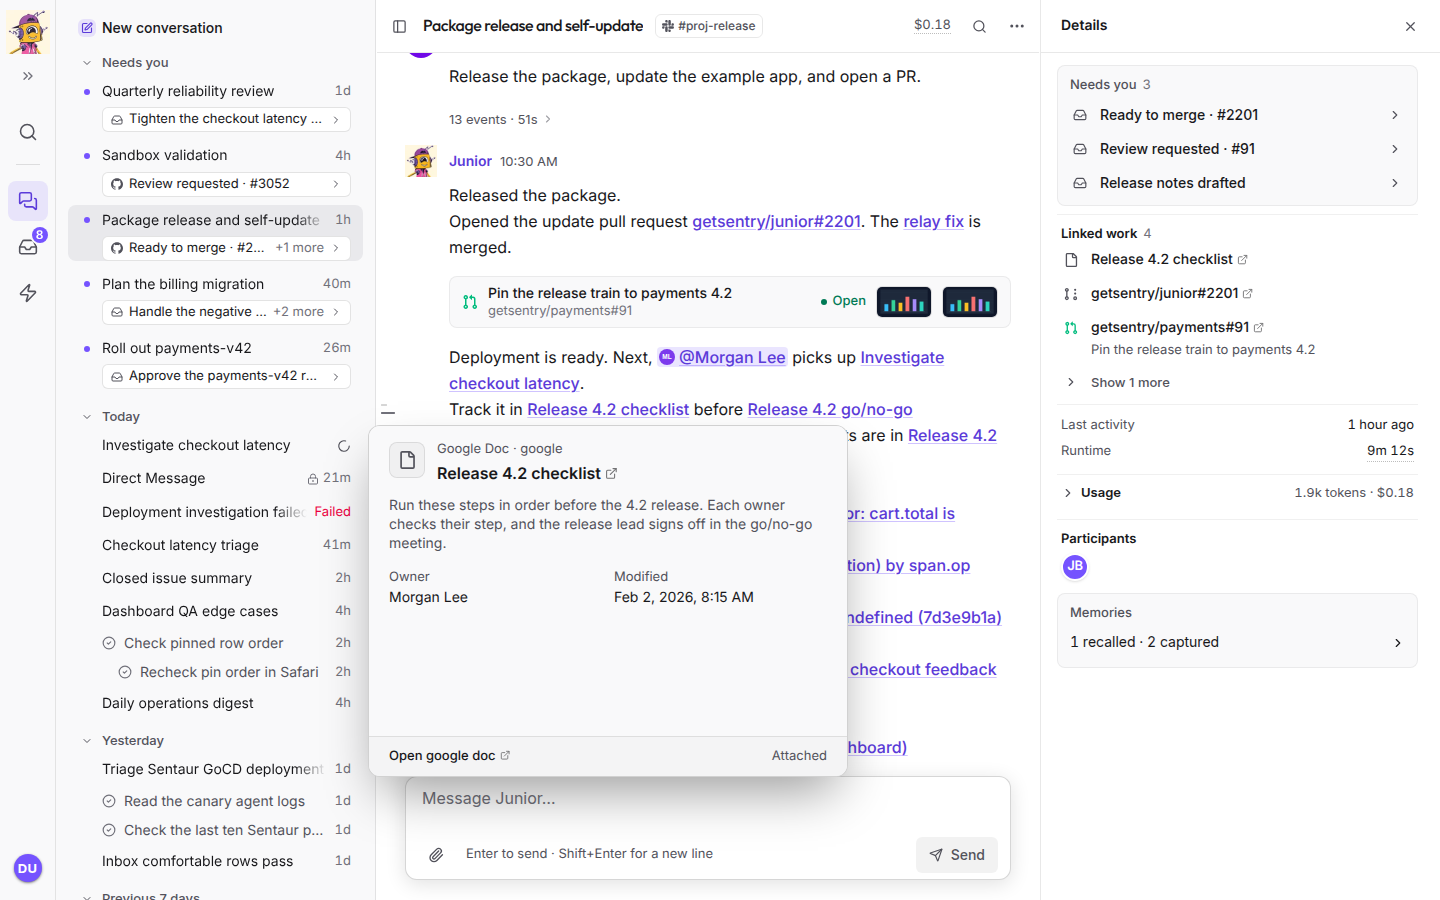 New conversation
Needs you
Quarterly reliability review 1d
Tighten the checkout latency ...
Sandbox validation 4h
Review requested · #3052
Package release and self-update 1h
Ready to merge · #2... +1 more
Plan the billing migration 40m
Handle the negative ... +2 more
Roll out payments-v42 26m
Approve the payments-v42 r...
Today
Investigate checkout latency
Direct Message 21m
Deployment investigation failed Failed
Checkout latency triage 41m
Closed issue summary 2h
Dashboard QA edge cases 4h
Check pinned row order 2h
Recheck pin order in Safari 2h
Daily operations digest 4h
Yesterday
Triage Sentaur GoCD deployment 1d
Read the canary agent logs 1d
Check the last ten Sentaur p... 1d
Inbox comfortable rows pass 1d
Previous 7 days
8
DU
Package release and self-update #proj-release $0.18
Release the package, update the example app, and open a PR.
13 events · 51s
Junior 10:30 AM
Released the package.
Opened the update pull request getsentry/junior#2201. The relay fix is
merged.
Pin the release train to payments 4.2
getsentry/payments#91
Open
Deployment is ready. Next, ML @Morgan Lee picks up Investigate
checkout latency.
Track it in Release 4.2 checklist before Release 4.2 go/no-go
s are in Release 4.2
or: cart.total is
tion) by span.op
ndefined (7d3e9b1a)
checkout feedback
hboard)
Google Doc · google
Release 4.2 checklist
Run these steps in order before the 4.2 release. Each owner
checks their step, and the release lead signs off in the go/no-go
meeting.
Owner Modified
Morgan Lee Feb 2, 2026, 8:15 AM
Open google doc Attached
Message Junior...
Enter to send · Shift+Enter for a new line
Send
Details
Needs you 3
Ready to merge · #2201
Review requested · #91
Release notes drafted
Linked work 4
Release 4.2 checklist
getsentry/junior#2201
getsentry/payments#91
Pin the release train to payments 4.2
Show 1 more
Last activity 1 hour ago
Runtime 9m 12s
Usage 1.9k tokens · $0.18
Participants
JB
Memories
1 recalled · 2 captured